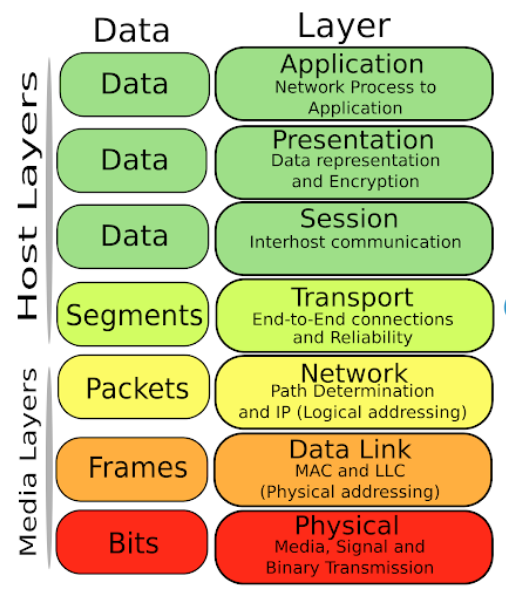 Data
Layer
Host Layers
Data
Application
Network Process to
Application
Data
Presentation
Data representation
and Encryption
Data
Session
Interhost communication
Segments
Transport
End-to-End connections
and Reliability
Media Layers
Packets
Network
Path Determination
and IP (Logical addressing)
Frames
Data Link
MAC and LLC
(Physical addressing)
Bits
Physical
Media, Signal and
Binary Transmission